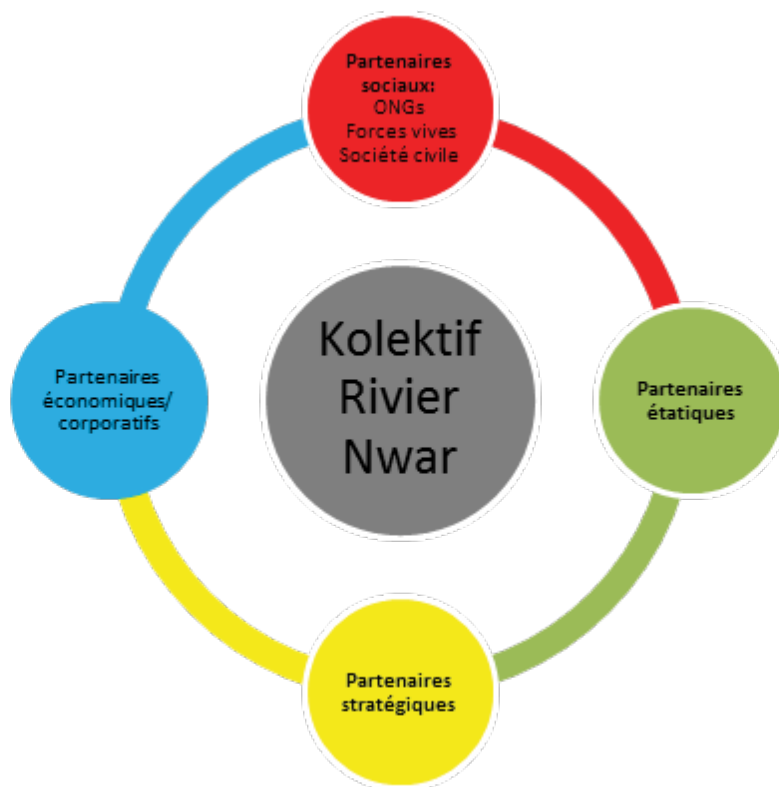 Partenaires
sociaux:
ONGs
Forces vives
Société civile
Partenaires
économiques/
corporatifs
Kolektif
Rivier
Nwar
Partenaires
étatiques
Partenaires
stratégiques